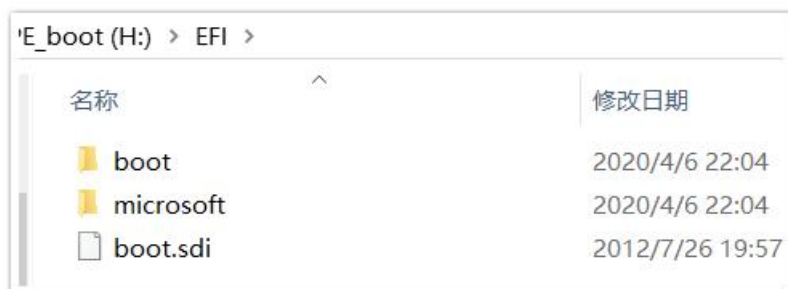 'E_boot (H:) > EFI >
名称 修改日期
boot 2020/4/6 22:04
microsoft 2020/4/6 22:04
boot.sdi 2012/7/26 19:57